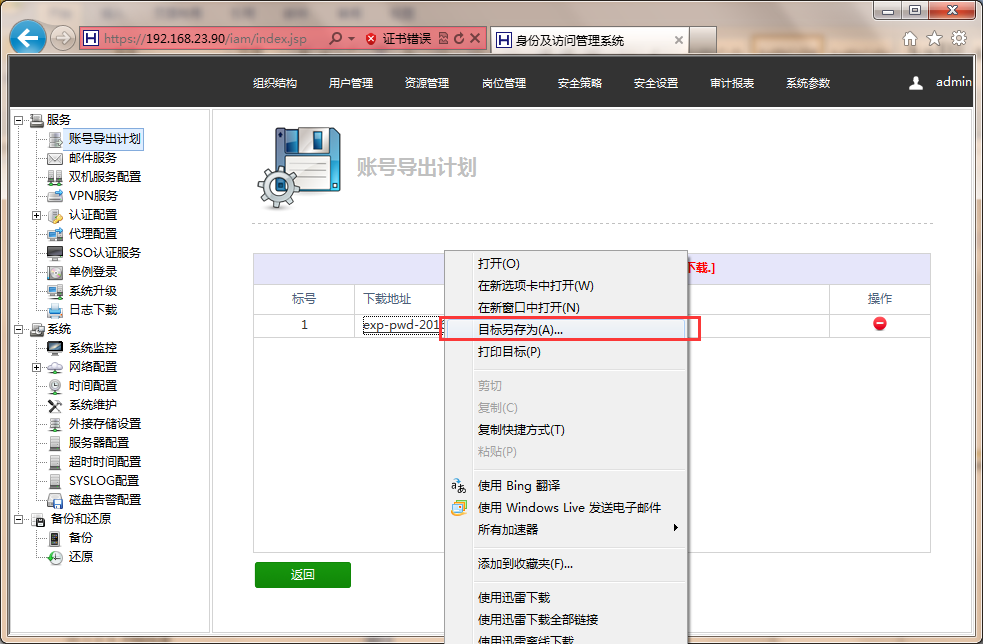 https://192.168.23.90/iam/index.jsp
证书错误
身份及访问管理系统
组织结构
用户管理
资源管理
岗位管理
安全策略
安全设置
审计报表
系统参数
admin
服务
账号导出计划
邮件服务
双机服务配置
VPN服务
认证配置
代理配置
SSO认证服务
单例登录
系统升级
日志下载
系统
系统监控
网络配置
时间配置
系统维护
外接存储设置
服务器配置
超时时间配置
SYSLOG配置
磁盘告警配置
备份和还原
备份
还原
账号导出计划
下载.]
标号
下载地址
操作
1
exp-pwd-201
返回
打开(O)
在新选项卡中打开(W)
在新窗口中打开(N)
目标另存为(A)...
打印目标(P)
剪切
复制(C)
复制快捷方式(T)
粘贴(P)
使用 Bing 翻译
使用 Windows Live 发送电子邮件
所有加速器
添加到收藏夹(F)...
使用迅雷下载
使用迅雷下载全部链接
使用迅雷离线下载